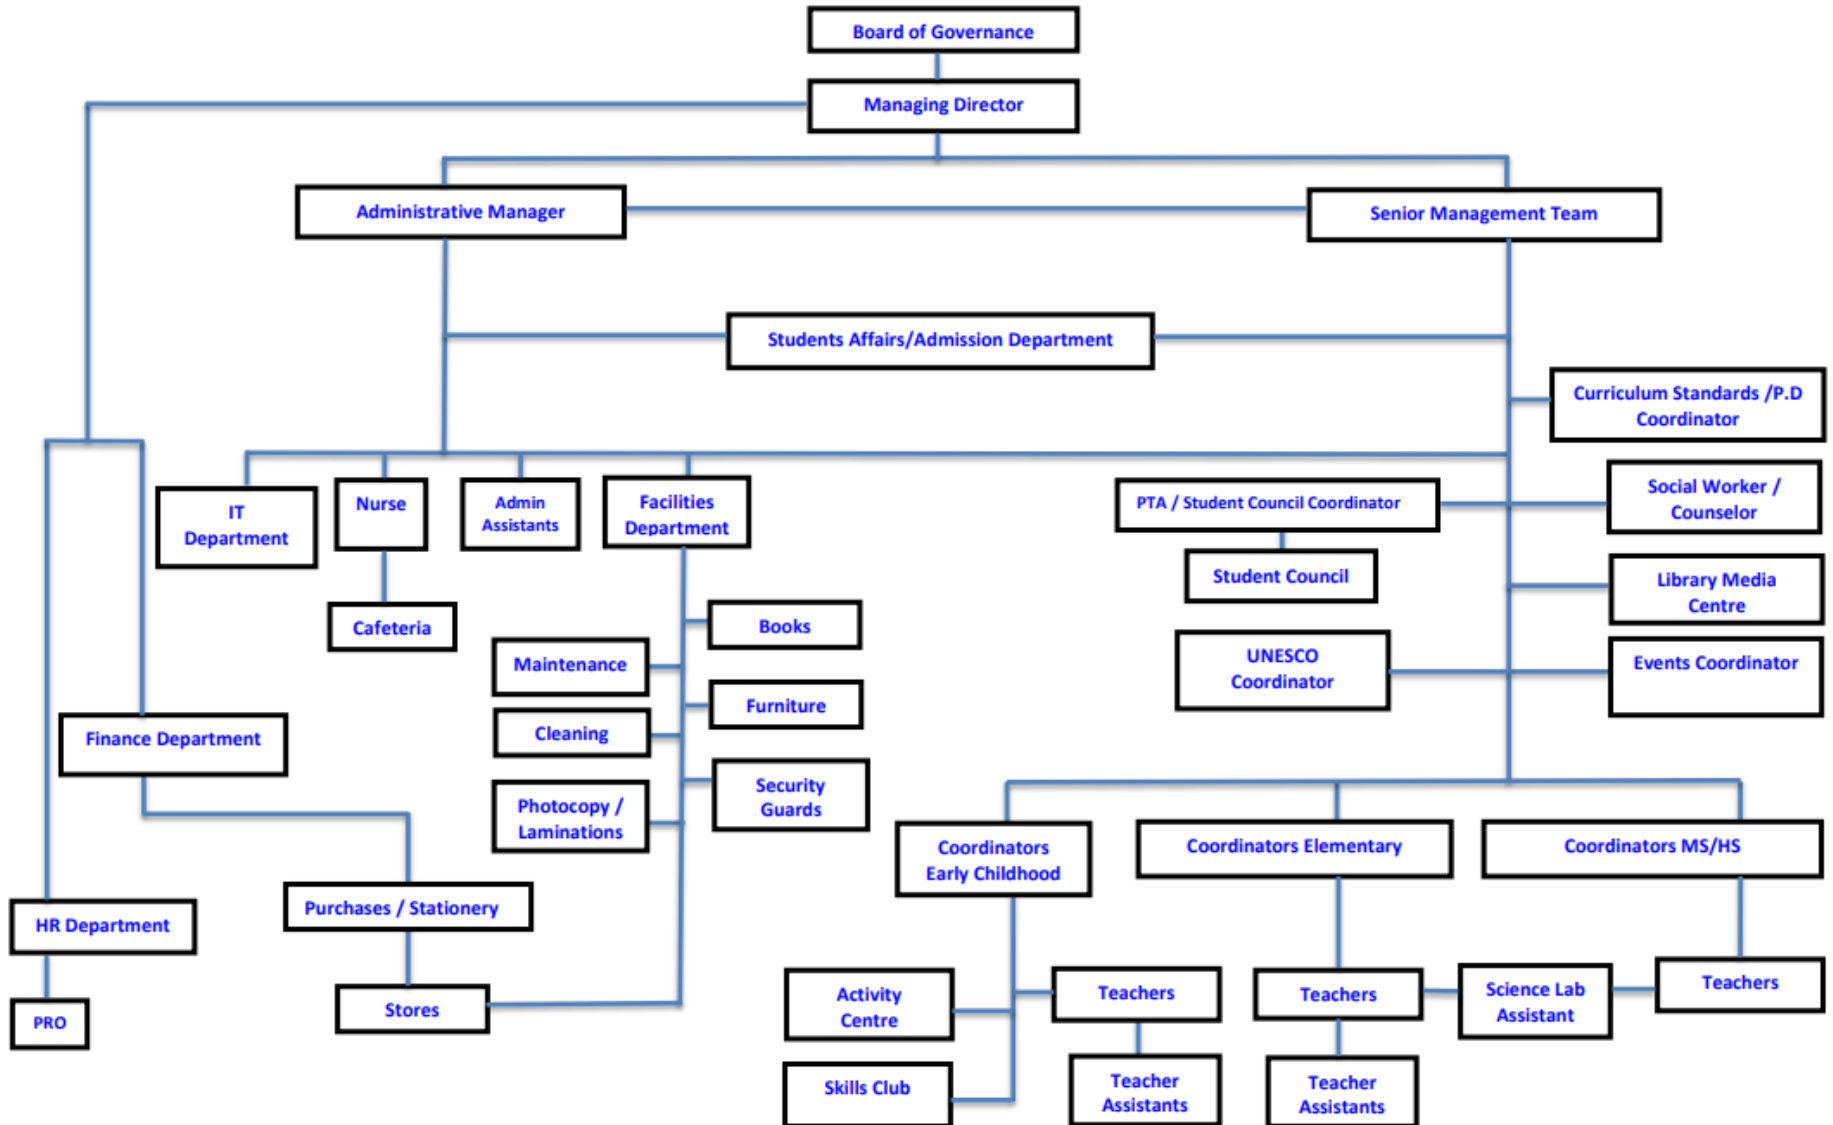 Board of Governance
Managing Director
Administrative Manager
Senior Management Team
Students Affairs/Admission Department
Curriculum Standards /P.D
Coordinator
IT
Department
Nurse
Admin
Assistants
Facilities
Department
PTA / Student Council Coordinator
Social Worker /
Counselor
Student Council
Library Media
Centre
Cafeteria
Books
Maintenance
UNESCO
Coordinator
Events Coordinator
Furniture
Cleaning
Finance Department
Security
Guards
Photocopy /
Laminations
Coordinators
Early Childhood
Coordinators Elementary
Coordinators MS/HS
Purchases / Stationery
HR Department
Stores
PRO
Activity
Centre
Teachers
Teachers
Science Lab
Assistant
Teachers
Skills Club
Teacher
Assistants
Teacher
Assistants